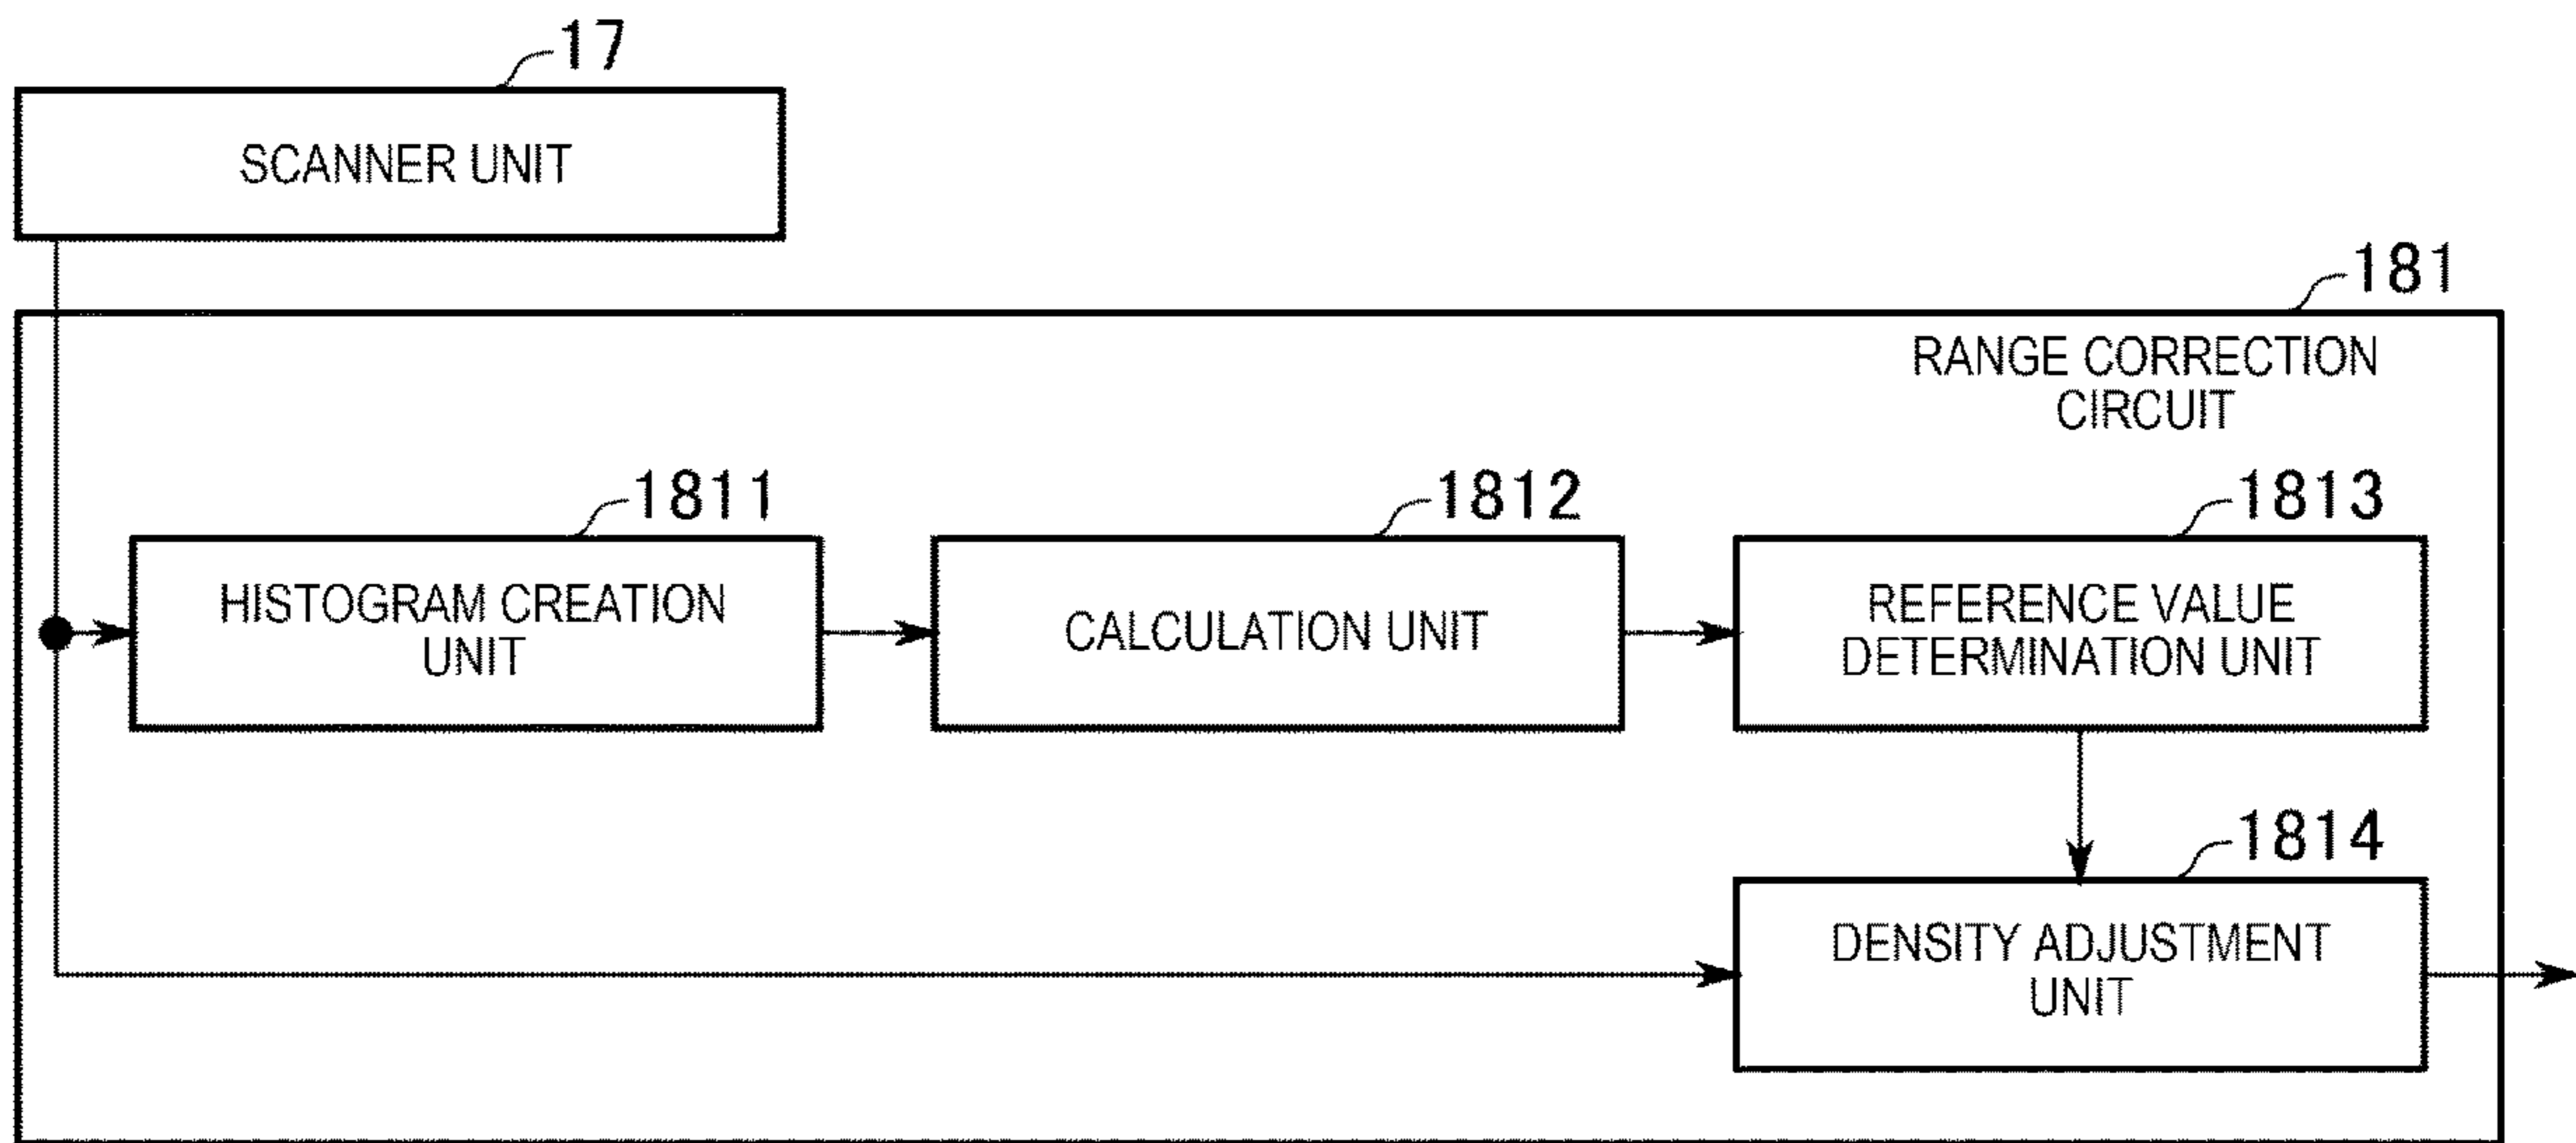 17
SCANNER UNIT
181
RANGE CORRECTION
CIRCUIT
1811
HISTOGRAM CREATION
UNIT
1812
CALCULATION UNIT
1813
REFERENCE VALUE
DETERMINATION UNIT
1814
DENSITY ADJUSTMENT
UNIT